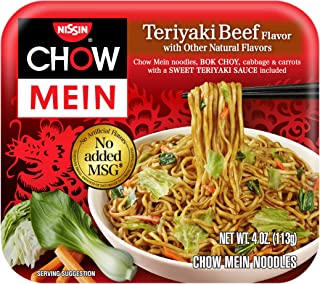 NISSIN
CHOW
MEIN
Teriyaki Beef Flavor
with Other Natural Flavors
Chow Mein noodles, BOK CHOY, cabbage & carrots
with a SWEET TERIYAKI SAUCE included
No Artificial Flavors
No
added
MSG*
NET WT. 4 OZ. (113g)
CHOW MEIN NOODLES
SERVING SUGGESTION